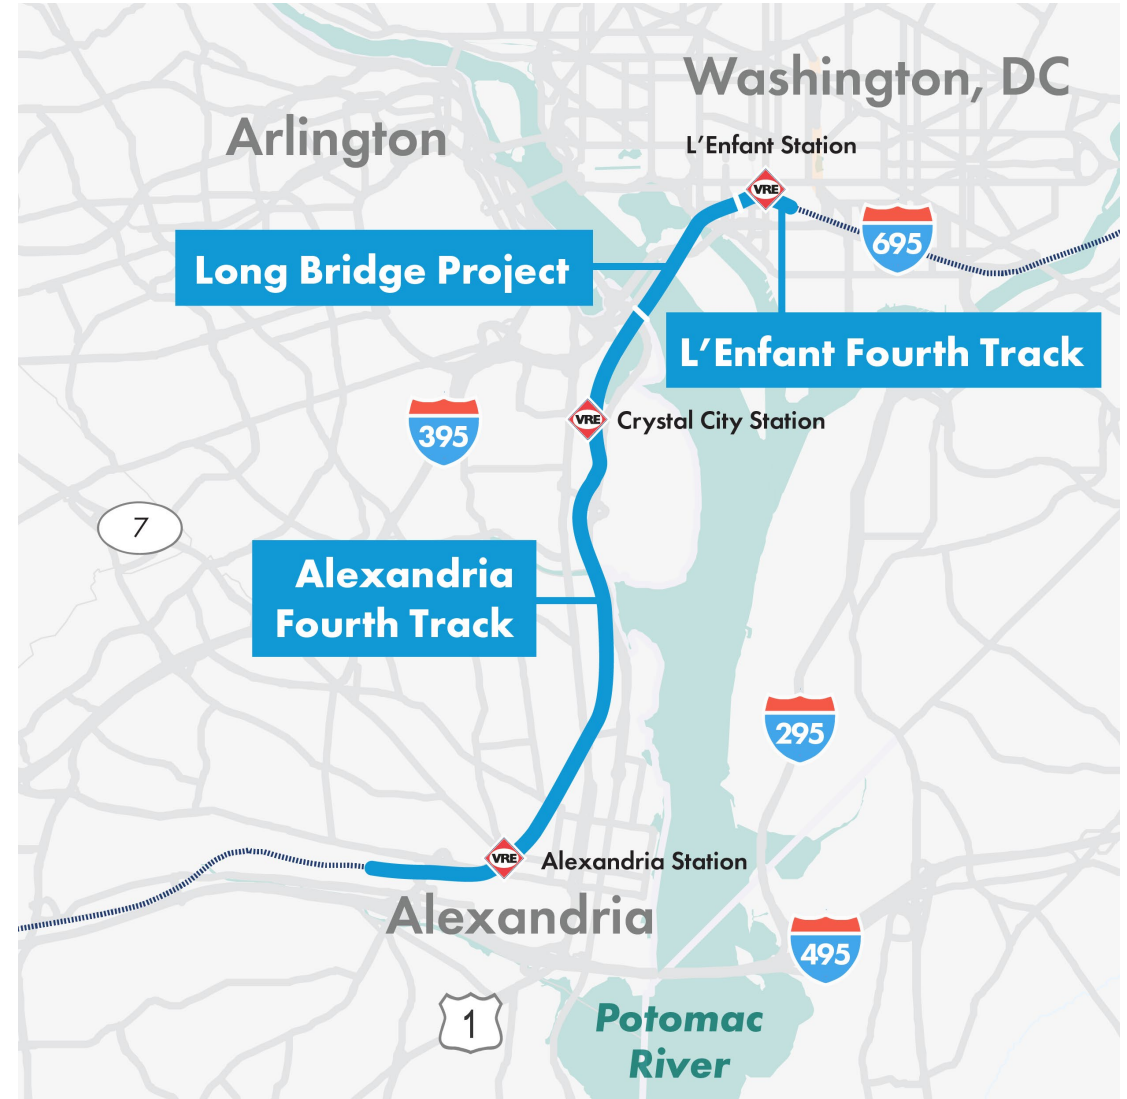 Washington, DC
Arlington
L'Enfant Station
VRE
695
Long Bridge Project
L'Enfant Fourth Track
395
VRE
Crystal City Station
7
Alexandria
Fourth Track
295
VRE
Alexandria Station
Alexandria
495
1
Potomac
River